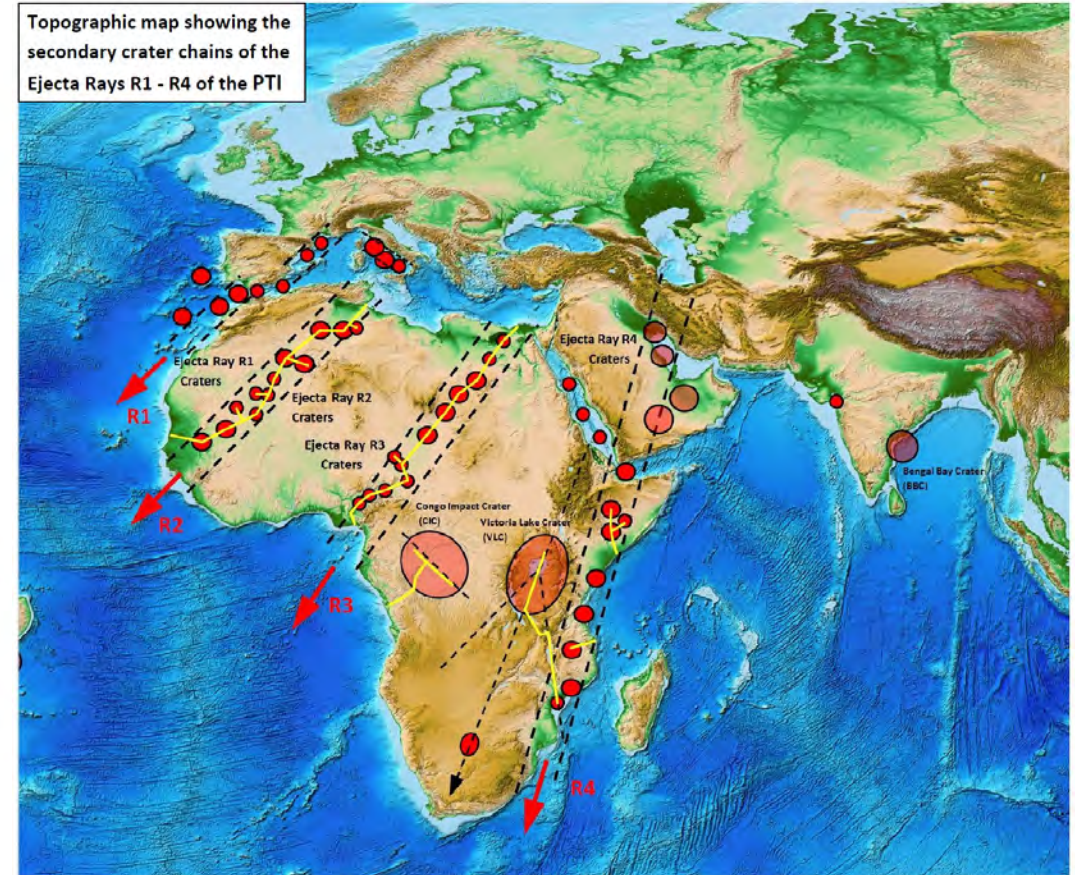 Topographic map showing the
secondary crater chains of the
Ejecta Rays R1 - R4 of the PTI
Ejecta Ray R4
Craters
Ejecta Ray R1
Craters
R1
Ejecta Ray R2
Craters
Ejecta Ray R3
Craters
Bengal Bay Crater
(BBC)
R2
Congo Impact Crater
(CIC)
Victoria Lake Crater
(VLC)
R3
R4